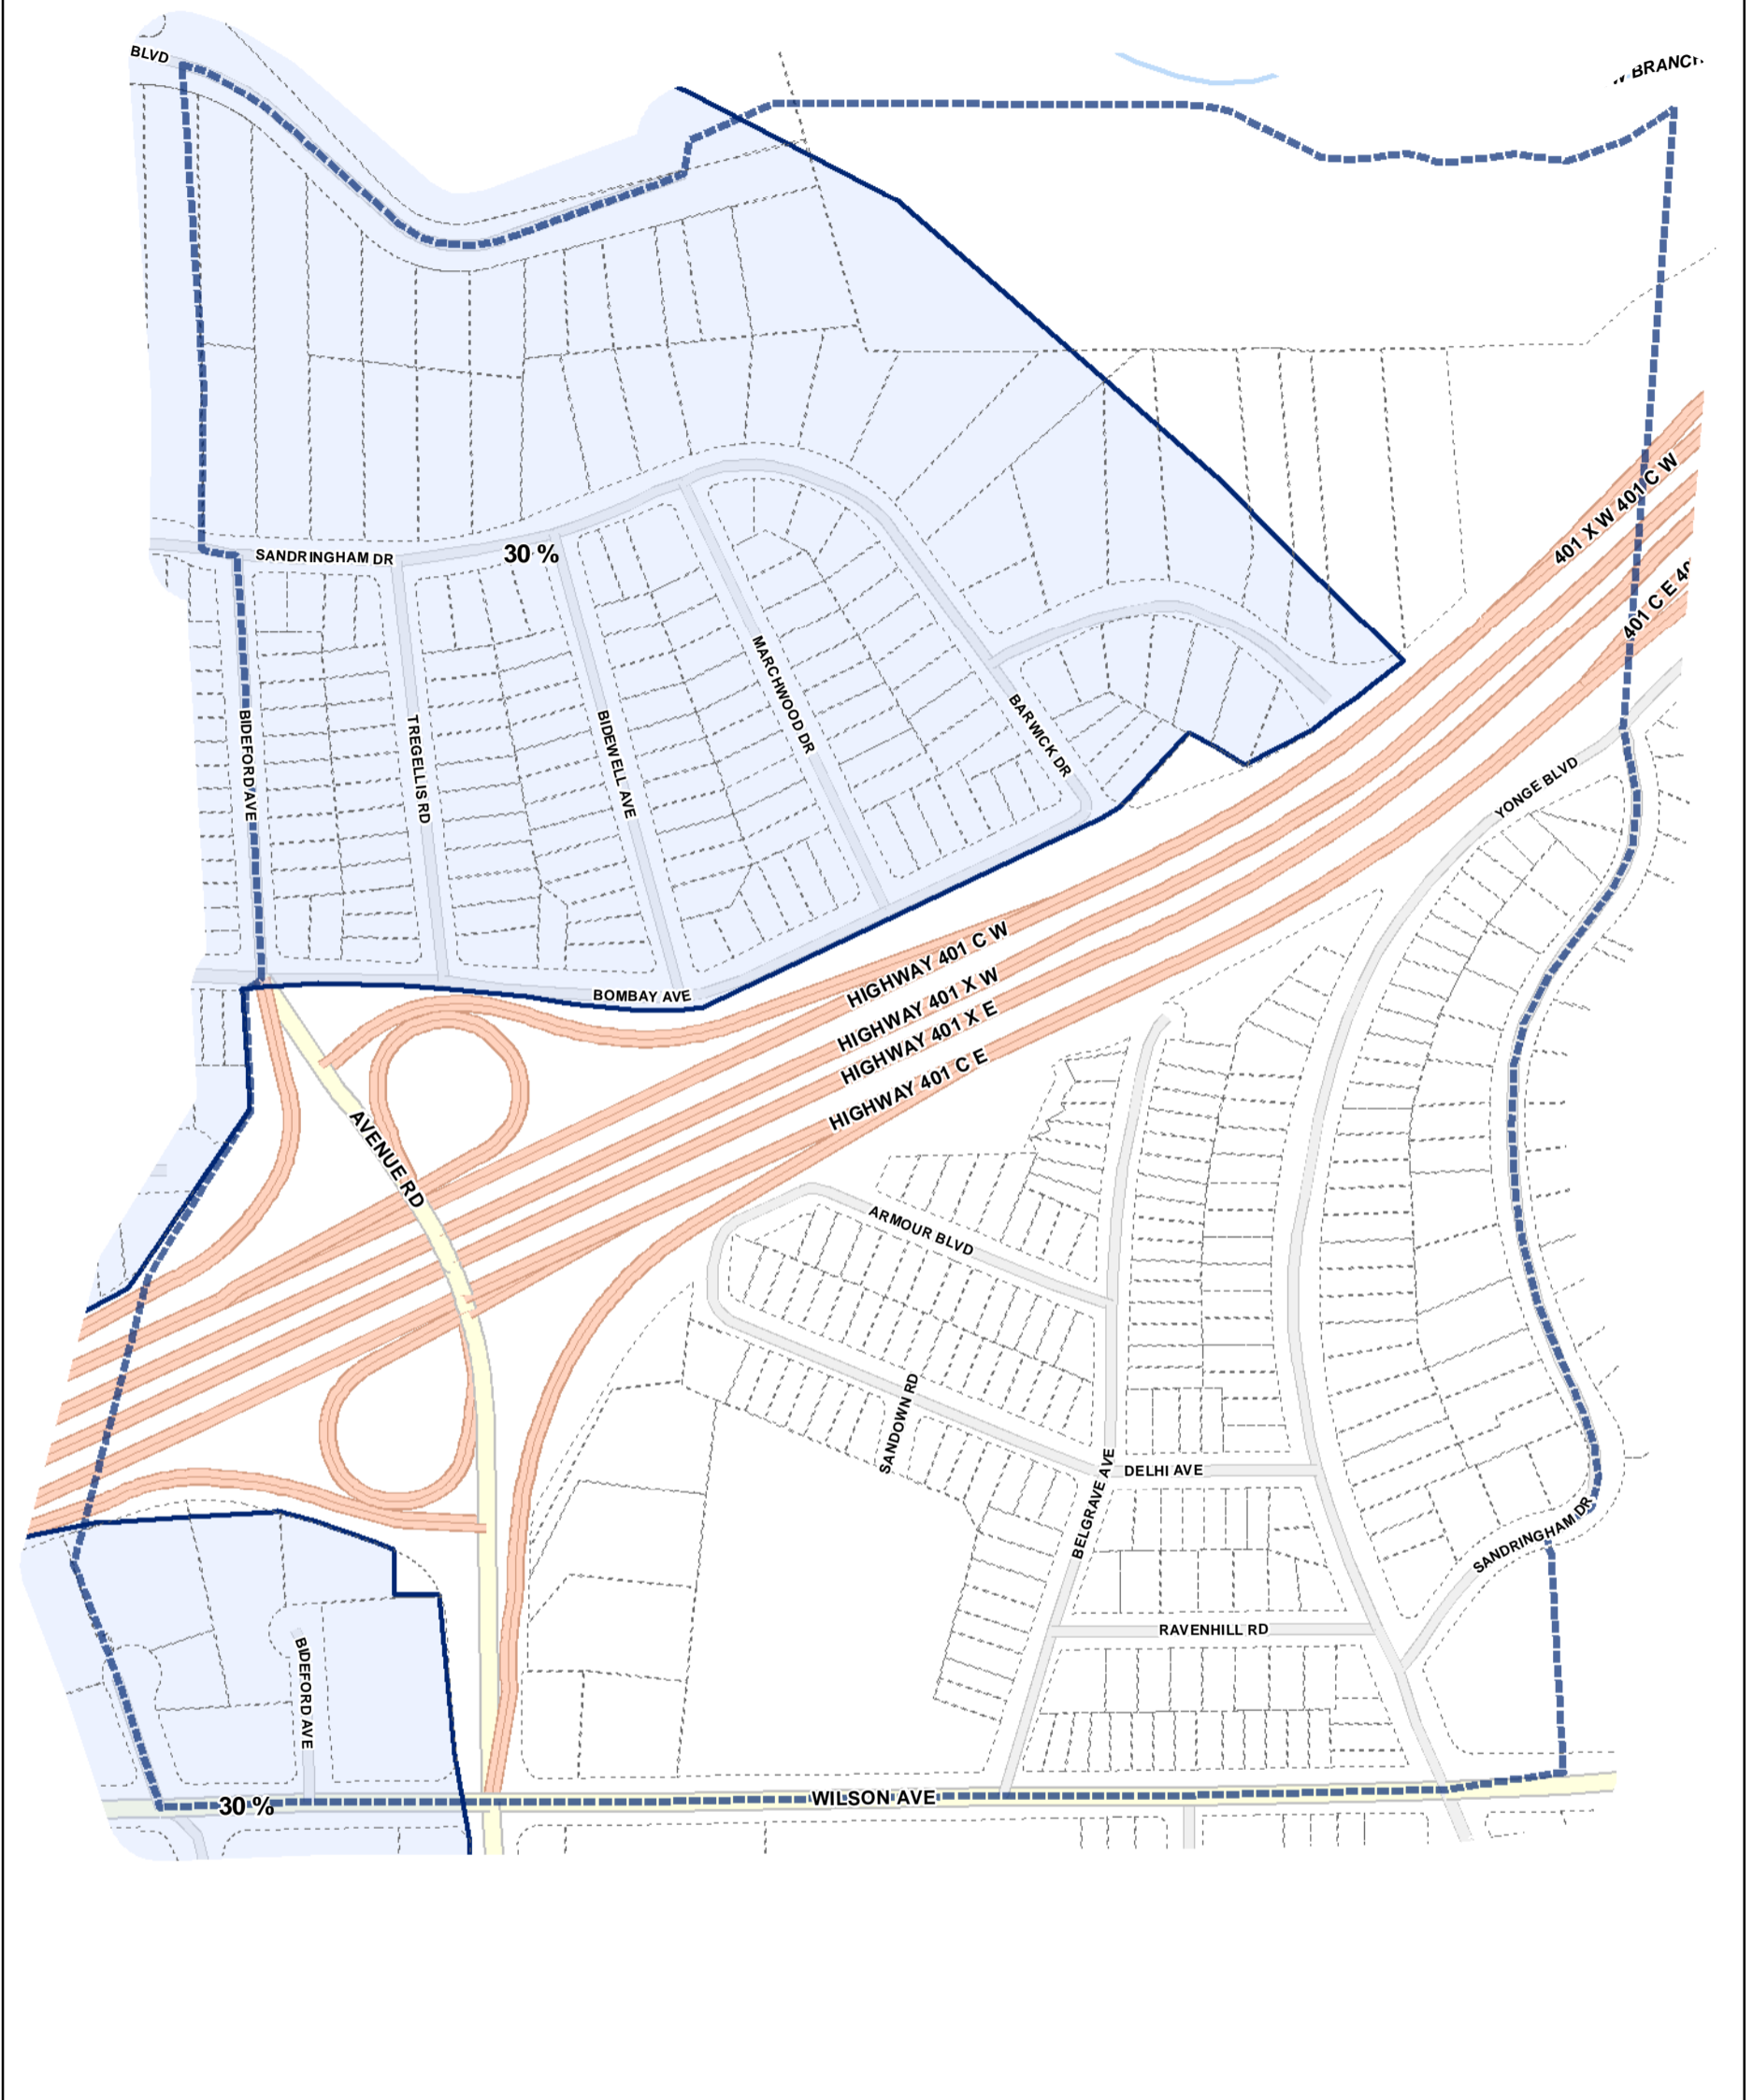 BLVD
W BRANCH
401 X W 401 C W
401 C E 40
SANDRINGHAM DR
30 %
BIDEFORD AVE
TREGELLIS RD
BIDEWELL AVE
MARCHWOOD DR
BARWICK DR
YONGE BLVD
BOMBAY AVE
HIGHWAY 401 C W
HIGHWAY 401 X W
HIGHWAY 401 X E
HIGHWAY 401 C E
AVENUE RD
ARMOUR BLVD
SANDOWN RD
BELGRAVE AVE
DELHI AVE
SANDRINGHAM DR
RAVENHILL RD
BIDEFORD AVE
30 %
WILSON AVE